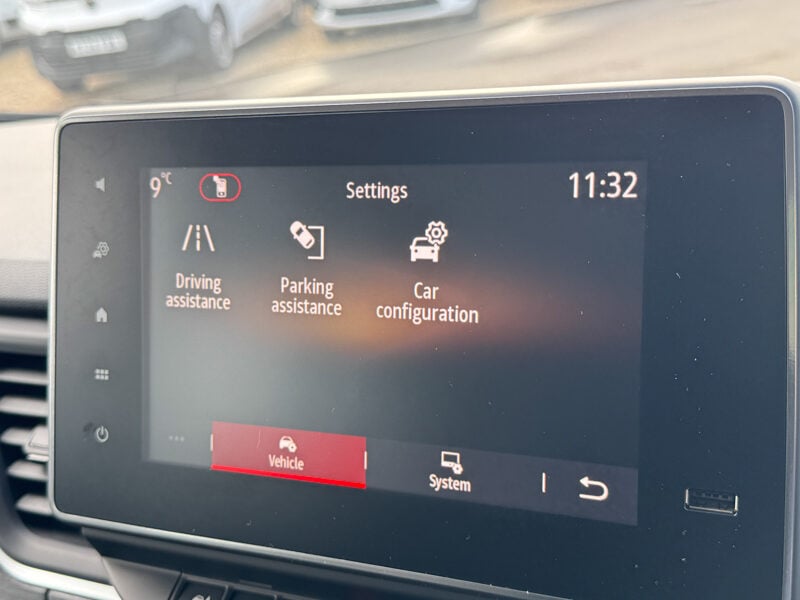 9°C
Settings
11:32
Driving
assistance
Parking
assistance
Car
configuration
Vehicle
System